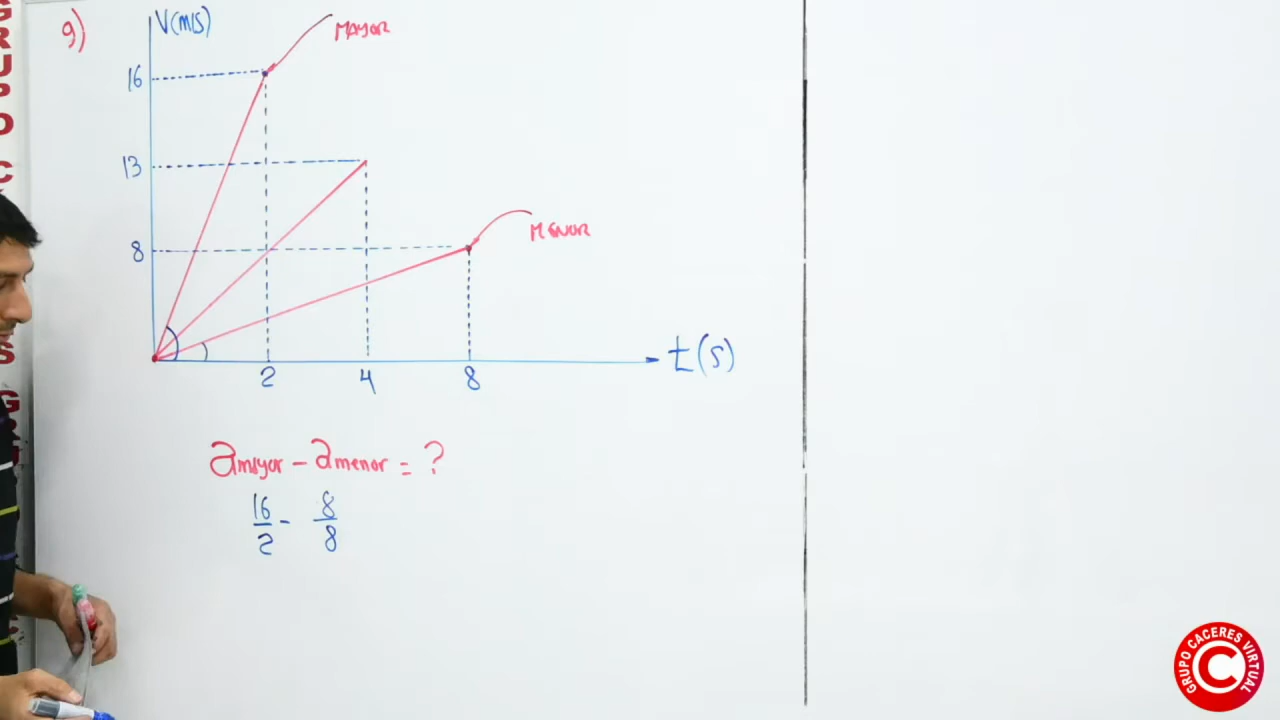 9)
V(m/s)
MAYOR
16
13
8
MENOR
2 4 8
t(s)
amayor - amenor = ?
16/2 - 8/8
GRUPO CACERES VIRTUAL
C